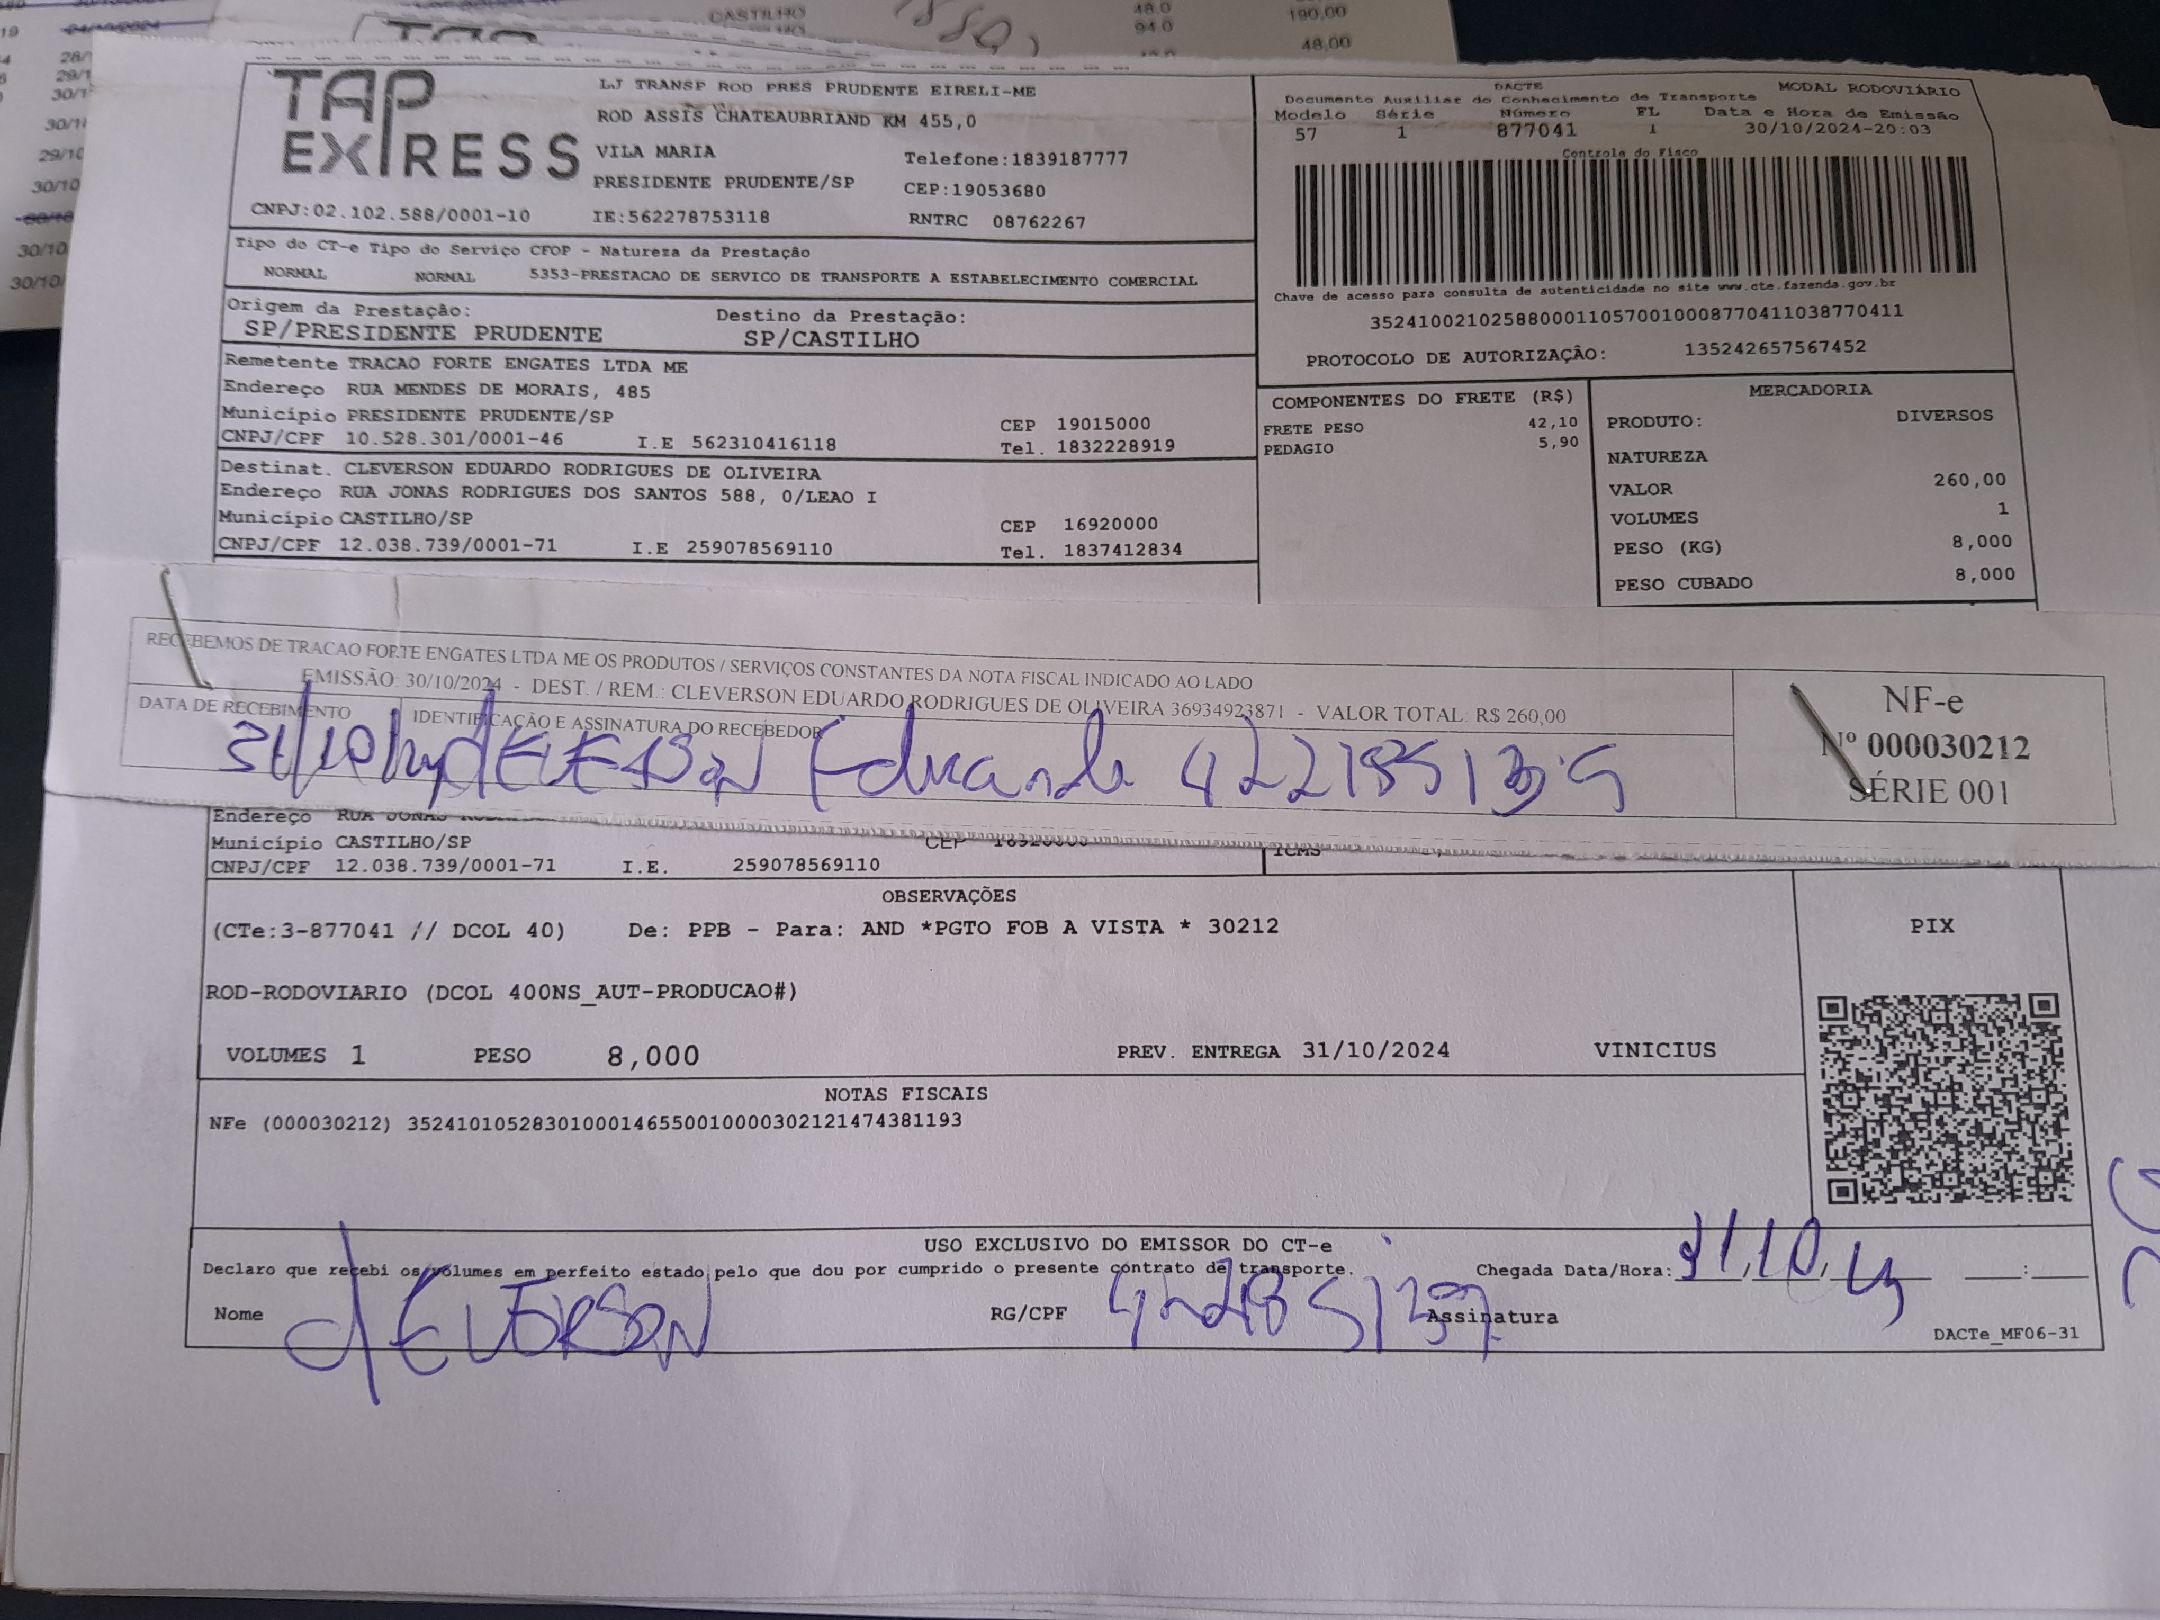 CASTILHO
48.0
190,00
94.0
48,00
TAP EXPRESS
LJ TRANSP ROD PRES PRUDENTE EIRELI-ME
ROD ASSIS CHATEAUBRIAND KM 455,0
VILA MARIA Telefone:1839187777
PRESIDENTE PRUDENTE/SP CEP:19053680
CNPJ:02.102.588/0001-10 IE:562278753118 RNTRC 08762267
DACTE MODAL RODOVIÁRIO
Documento Auxiliar do Conhecimento de Transporte
Modelo Série Número FL Data e Hora de Emissão
57 1 877041 1 30/10/2024-20:03
Controle do Fisco
Chave de acesso para consulta de autenticidade no site www.cte.fazenda.gov.br
35241002102588000110570010008770411038770411
PROTOCOLO DE AUTORIZAÇÃO: 135242657567452
Tipo do CT-e Tipo do Serviço CFOP - Natureza da Prestação
NORMAL NORMAL 5353-PRESTACAO DE SERVICO DE TRANSPORTE A ESTABELECIMENTO COMERCIAL
Origem da Prestação: Destino da Prestação:
SP/PRESIDENTE PRUDENTE SP/CASTILHO
Remetente TRACAO FORTE ENGATES LTDA ME
Endereço RUA MENDES DE MORAIS, 485
Município PRESIDENTE PRUDENTE/SP CEP 19015000
CNPJ/CPF 10.528.301/0001-46 I.E 562310416118 Tel. 1832228919
Destinat. CLEVERSON EDUARDO RODRIGUES DE OLIVEIRA
Endereço RUA JONAS RODRIGUES DOS SANTOS 588, 0/LEAO I
Município CASTILHO/SP CEP 16920000
CNPJ/CPF 12.038.739/0001-71 I.E 259078569110 Tel. 1837412834
COMPONENTES DO FRETE (R$)
FRETE PESO 42,10
PEDAGIO 5,90
MERCADORIA
PRODUTO: DIVERSOS
NATUREZA
VALOR 260,00
VOLUMES 1
PESO (KG) 8,000
PESO CUBADO 8,000
RECEBEMOS DE TRACAO FORTE ENGATES LTDA ME OS PRODUTOS / SERVIÇOS CONSTANTES DA NOTA FISCAL INDICADO AO LADO
EMISSÃO: 30/10/2024 - DEST. / REM.: CLEVERSON EDUARDO RODRIGUES DE OLIVEIRA 36934923871 - VALOR TOTAL: R$ 260,00
DATA DE RECEBIMENTO IDENTIFICAÇÃO E ASSINATURA DO RECEBEDOR
NF-e
Nº 000030212
SÉRIE 001
Endereço RUA JONAS
Município CASTILHO/SP CEP 16920000
CNPJ/CPF 12.038.739/0001-71 I.E. 259078569110
ICMS
OBSERVAÇÕES
(CTe:3-877041 // DCOL 40) De: PPB - Para: AND *PGTO FOB A VISTA * 30212
ROD-RODOVIARIO (DCOL 400NS_AUT-PRODUCAO#)
VOLUMES 1 PESO 8,000 PREV. ENTREGA 31/10/2024 VINICIUS
PIX
NOTAS FISCAIS
NFe (000030212) 35241010528301000146550010000302121474381193
USO EXCLUSIVO DO EMISSOR DO CT-e
Declaro que recebi os volumes em perfeito estado pelo que dou por cumprido o presente contrato de transporte. Chegada Data/Hora:
Nome CLEVERSON RG/CPF Assinatura
DACTe_MF06-31